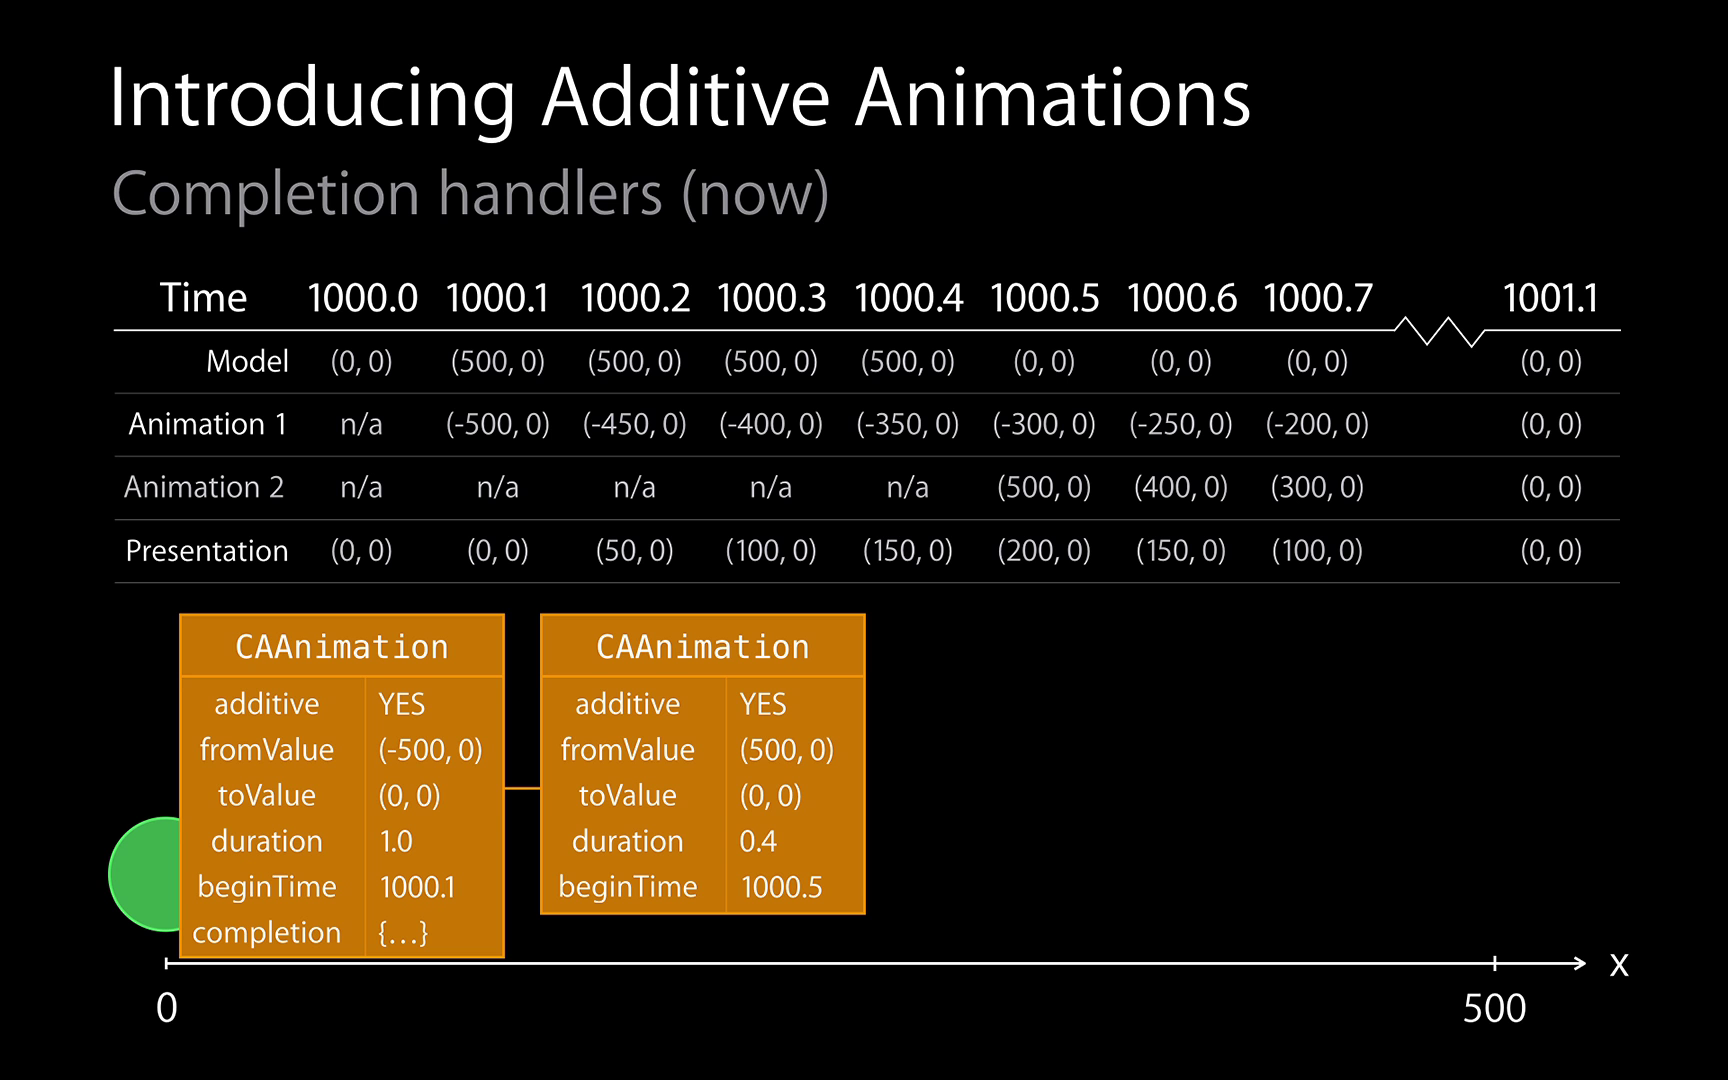 Introducing Additive Animations
Completion handlers (now)
Time 1000.0 1000.1 1000.2 1000.3 1000.4 1000.5 1000.6 1000.7 1001.1
Model (0, 0) (500, 0) (500, 0) (500, 0) (500, 0) (0, 0) (0, 0) (0, 0) (0, 0)
Animation 1 n/a (-500, 0) (-450, 0) (-400, 0) (-350, 0) (-300, 0) (-250, 0) (-200, 0) (0, 0)
Animation 2 n/a n/a n/a n/a n/a (500, 0) (400, 0) (300, 0) (0, 0)
Presentation (0, 0) (0, 0) (50, 0) (100, 0) (150, 0) (200, 0) (150, 0) (100, 0) (0, 0)
CAAnimation
additive YES
fromValue (-500, 0)
toValue (0, 0)
duration 1.0
beginTime 1000.1
completion {...}
CAAnimation
additive YES
fromValue (500, 0)
toValue (0, 0)
duration 0.4
beginTime 1000.5
x
0 500